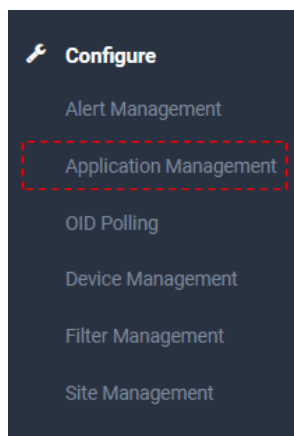 Configure
Alert Management
Application Management
OID Polling
Device Management
Filter Management
Site Management